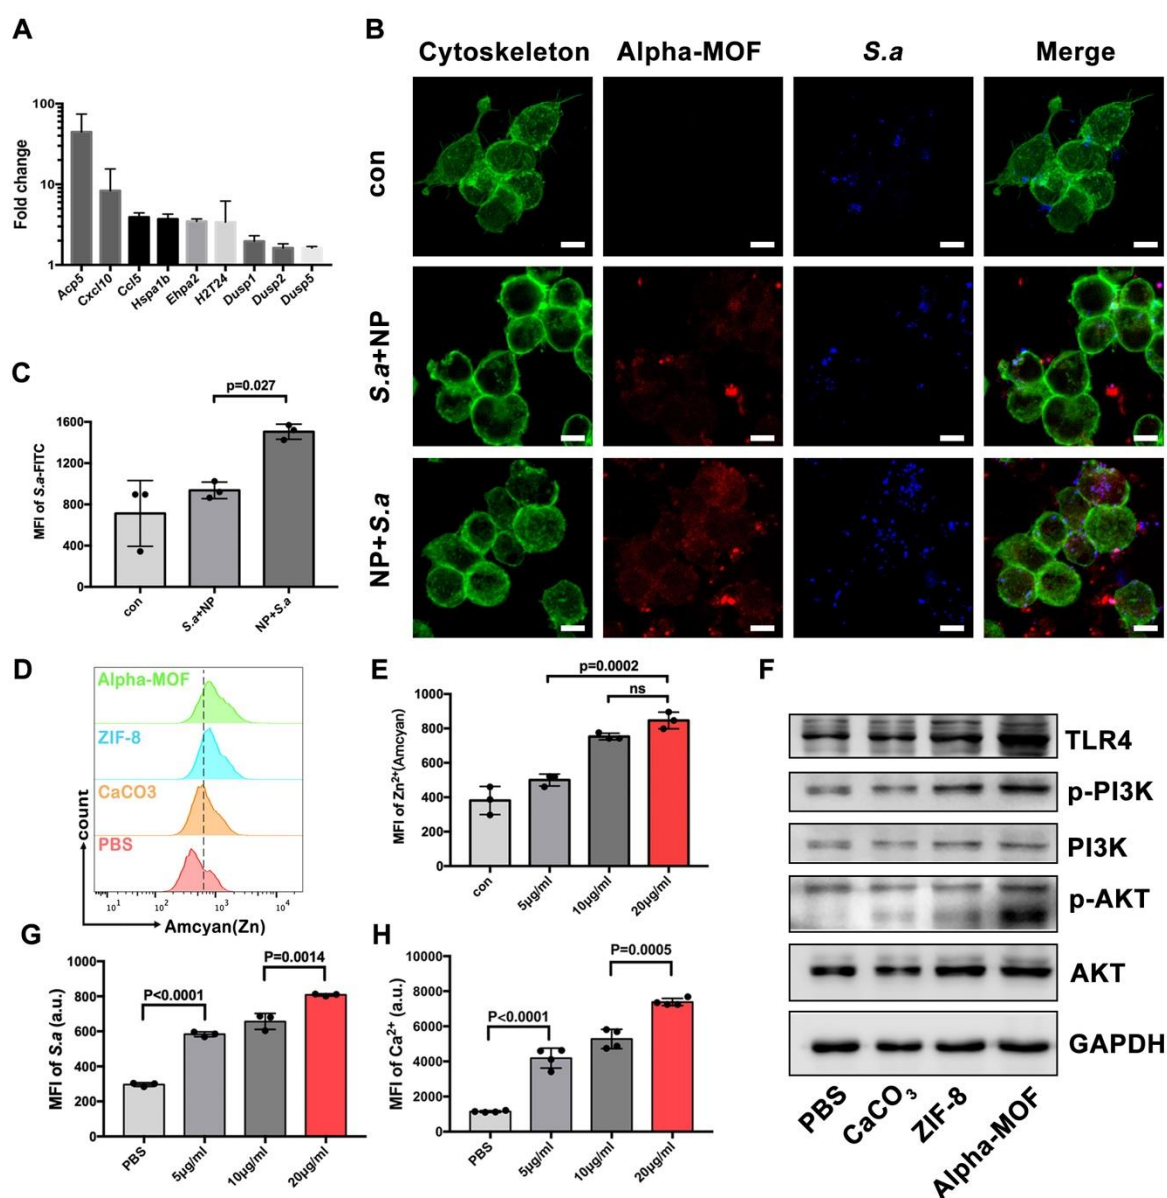 A
Fold change
100
10
1
Acp5
Cxcl10
Ccl5
Hspa1b
Ehpa2
H2T24
Dusp1
Dusp2
Dusp5
B
Cytoskeleton
Alpha-MOF
S.a
Merge
con
S.a+NP
NP+S.a
C
p=0.027
MFI of S.a-FITC
1600
1200
800
400
0
con
S.a+NP
NP+S.a
D
Alpha-MOF
ZIF-8
CaCO3
PBS
count
10¹
10²
10³
10⁴
Amcyan(Zn)
E
p=0.0002
ns
MFI of Zn²⁺(Amcyan)
1000
800
600
400
200
0
con
5μg/ml
10μg/ml
20μg/ml
F
TLR4
p-PI3K
PI3K
p-AKT
AKT
GAPDH
PBS
CaCO₃
ZIF-8
Alpha-MOF
G
P=0.0014
P<0.0001
MFI of S.a (a.u.)
1000
800
600
400
200
0
PBS
5μg/ml
10μg/ml
20μg/ml
H
P=0.0005
P<0.0001
MFI of Ca²⁺ (a.u.)
10000
8000
6000
4000
2000
0
PBS
5μg/ml
10μg/ml
20μg/ml